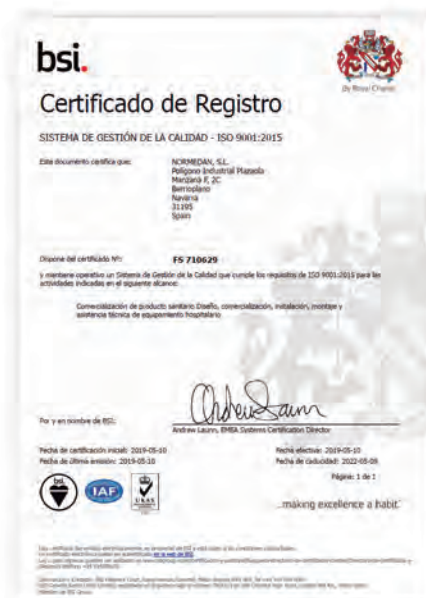 bsi.
By Royal Charter
Certificado de Registro
SISTEMA DE GESTIÓN DE LA CALIDAD - ISO 9001:2015
Este documento certifica que:
NORMEDAN, S.L.
Polígono Industrial Plazaola
Manzana F, 2C
Berrioplano
Navarra
31195
Spain
Dispone del certificado Nº:
FS 710629
y mantiene operativo un Sistema de Gestión de la Calidad que cumple los requisitos de ISO 9001:2015 para las
actividades indicadas en el siguiente alcance:
Comercialización de producto sanitario Diseño, comercialización, instalación, montaje y
asistencia técnica de equipamiento hospitalario
Por y en nombre de BSI:
Andrew Launn, EMEA Systems Certification Director
Fecha de certificación inicial: 2019-05-10
Fecha efectiva: 2019-05-10
Fecha de última emisión: 2019-05-10
Fecha de caducidad: 2022-05-09
Página: 1 de 1
bsi.
IAF
UKAS
...making excellence a habit.